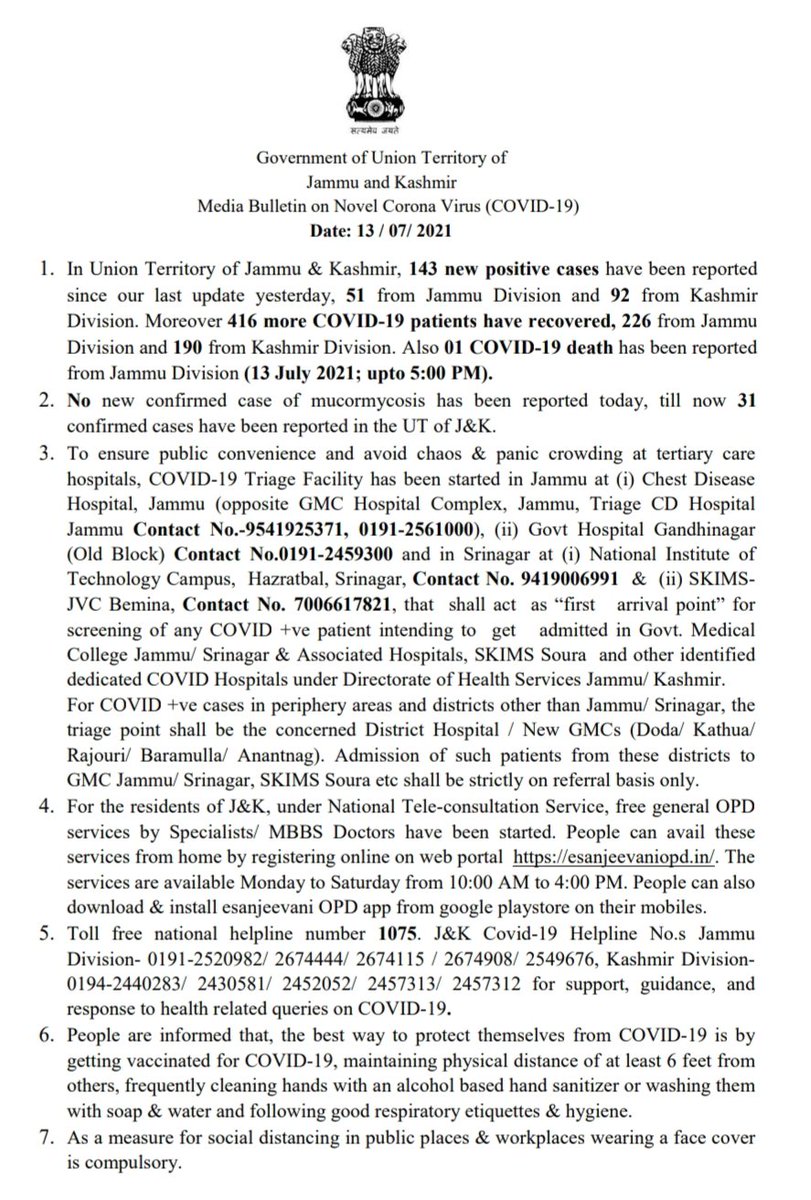 सत्यमेव जयते
Government of Union Territory of
Jammu and Kashmir
Media Bulletin on Novel Corona Virus (COVID-19)
Date: 13 / 07/ 2021
1. In Union Territory of Jammu & Kashmir, 143 new positive cases have been reported
since our last update yesterday, 51 from Jammu Division and 92 from Kashmir
Division. Moreover 416 more COVID-19 patients have recovered, 226 from Jammu
Division and 190 from Kashmir Division. Also 01 COVID-19 death has been reported
from Jammu Division (13 July 2021; upto 5:00 PM).
2. No new confirmed case of mucormycosis has been reported today, till now 31
confirmed cases have been reported in the UT of J&K.
3. To ensure public convenience and avoid chaos & panic crowding at tertiary care
hospitals, COVID-19 Triage Facility has been started in Jammu at (i) Chest Disease
Hospital, Jammu (opposite GMC Hospital Complex, Jammu, Triage CD Hospital
Jammu Contact No.-9541925371, 0191-2561000), (ii) Govt Hospital Gandhinagar
(Old Block) Contact No.0191-2459300 and in Srinagar at (i) National Institute of
Technology Campus, Hazratbal, Srinagar, Contact No. 9419006991 & (ii) SKIMS-
JVC Bemina, Contact No. 7006617821, that shall act as “first arrival point” for
screening of any COVID +ve patient intending to get admitted in Govt. Medical
College Jammu/ Srinagar & Associated Hospitals, SKIMS Soura and other identified
dedicated COVID Hospitals under Directorate of Health Services Jammu/ Kashmir.
For COVID +ve cases in periphery areas and districts other than Jammu/ Srinagar, the
triage point shall be the concerned District Hospital / New GMCs (Doda/ Kathua/
Rajouri/ Baramulla/ Anantnag). Admission of such patients from these districts to
GMC Jammu/ Srinagar, SKIMS Soura etc shall be strictly on referral basis only.
4. For the residents of J&K, under National Tele-consultation Service, free general OPD
services by Specialists/ MBBS Doctors have been started. People can avail these
services from home by registering online on web portal https://esanjeevaniopd.in/. The
services are available Monday to Saturday from 10:00 AM to 4:00 PM. People can also
download & install esanjeevani OPD app from google playstore on their mobiles.
5. Toll free national helpline number 1075. J&K Covid-19 Helpline No.s Jammu
Division- 0191-2520982/ 2674444/ 2674115 / 2674908/ 2549676, Kashmir Division-
0194-2440283/ 2430581/ 2452052/ 2457313/ 2457312 for support, guidance, and
response to health related queries on COVID-19.
6. People are informed that, the best way to protect themselves from COVID-19 is by
getting vaccinated for COVID-19, maintaining physical distance of at least 6 feet from
others, frequently cleaning hands with an alcohol based hand sanitizer or washing them
with soap & water and following good respiratory etiquettes & hygiene.
7. As a measure for social distancing in public places & workplaces wearing a face cover
is compulsory.